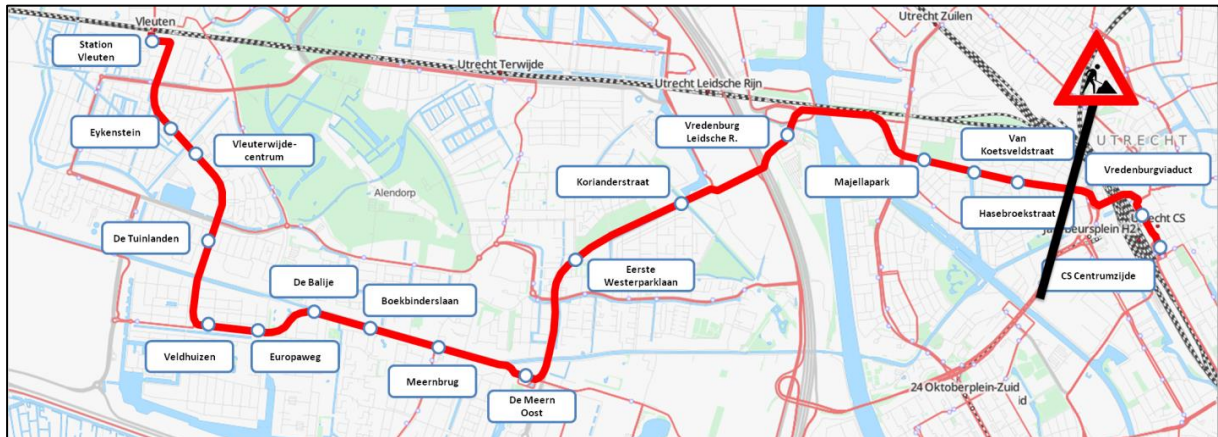 Vleuten
Station
Vleuten
Utrecht Zuilen
Utrecht Terwijde
Utrecht Leidsche Rijn
Eykenstein
Vleuterwijde-
centrum
Vredenburg
Leidsche R.
Van
Koetsveldstraat
UTRECHT
Vredenburgviaduct
Korianderstraat
Majellapark
Alendorp
Hasebroekstraat
Utrecht CS
De Tuinlanden
De Balije
Boekbinderslaan
Eerste
Westerparklaan
CS Centrumzijde
Veldhuizen
Europaweg
Meernbrug
De Meern
Oost
24 Oktoberplein-Zuid